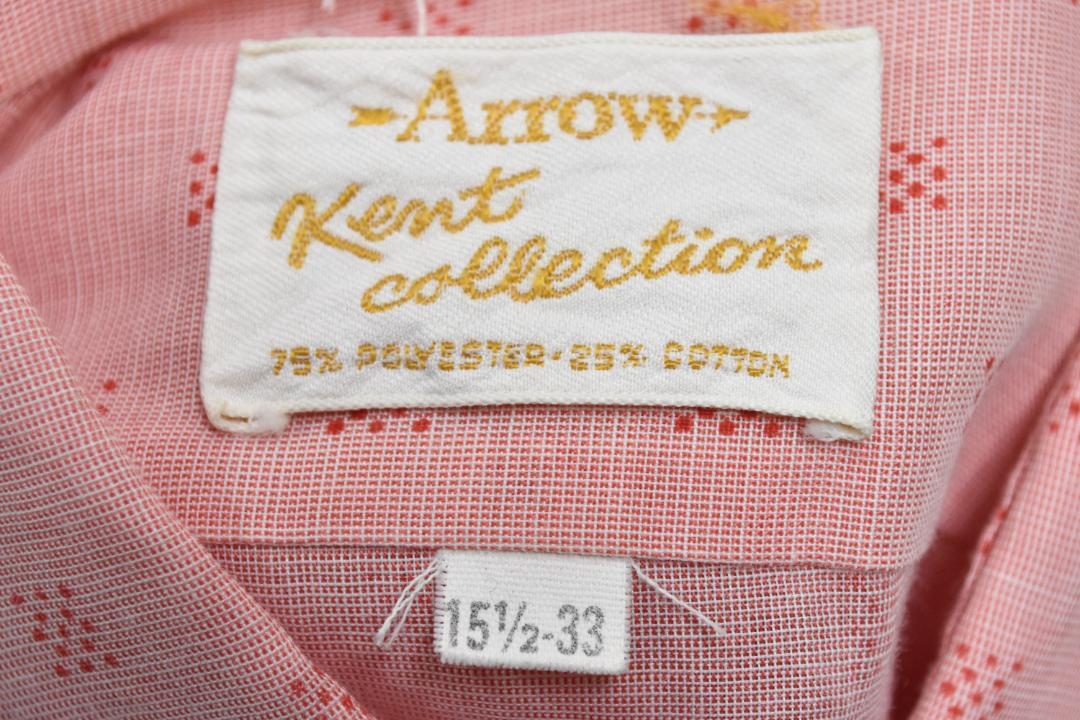 Arrow
Kent
collection
75% POLYESTER·25% COTTON
15½-33